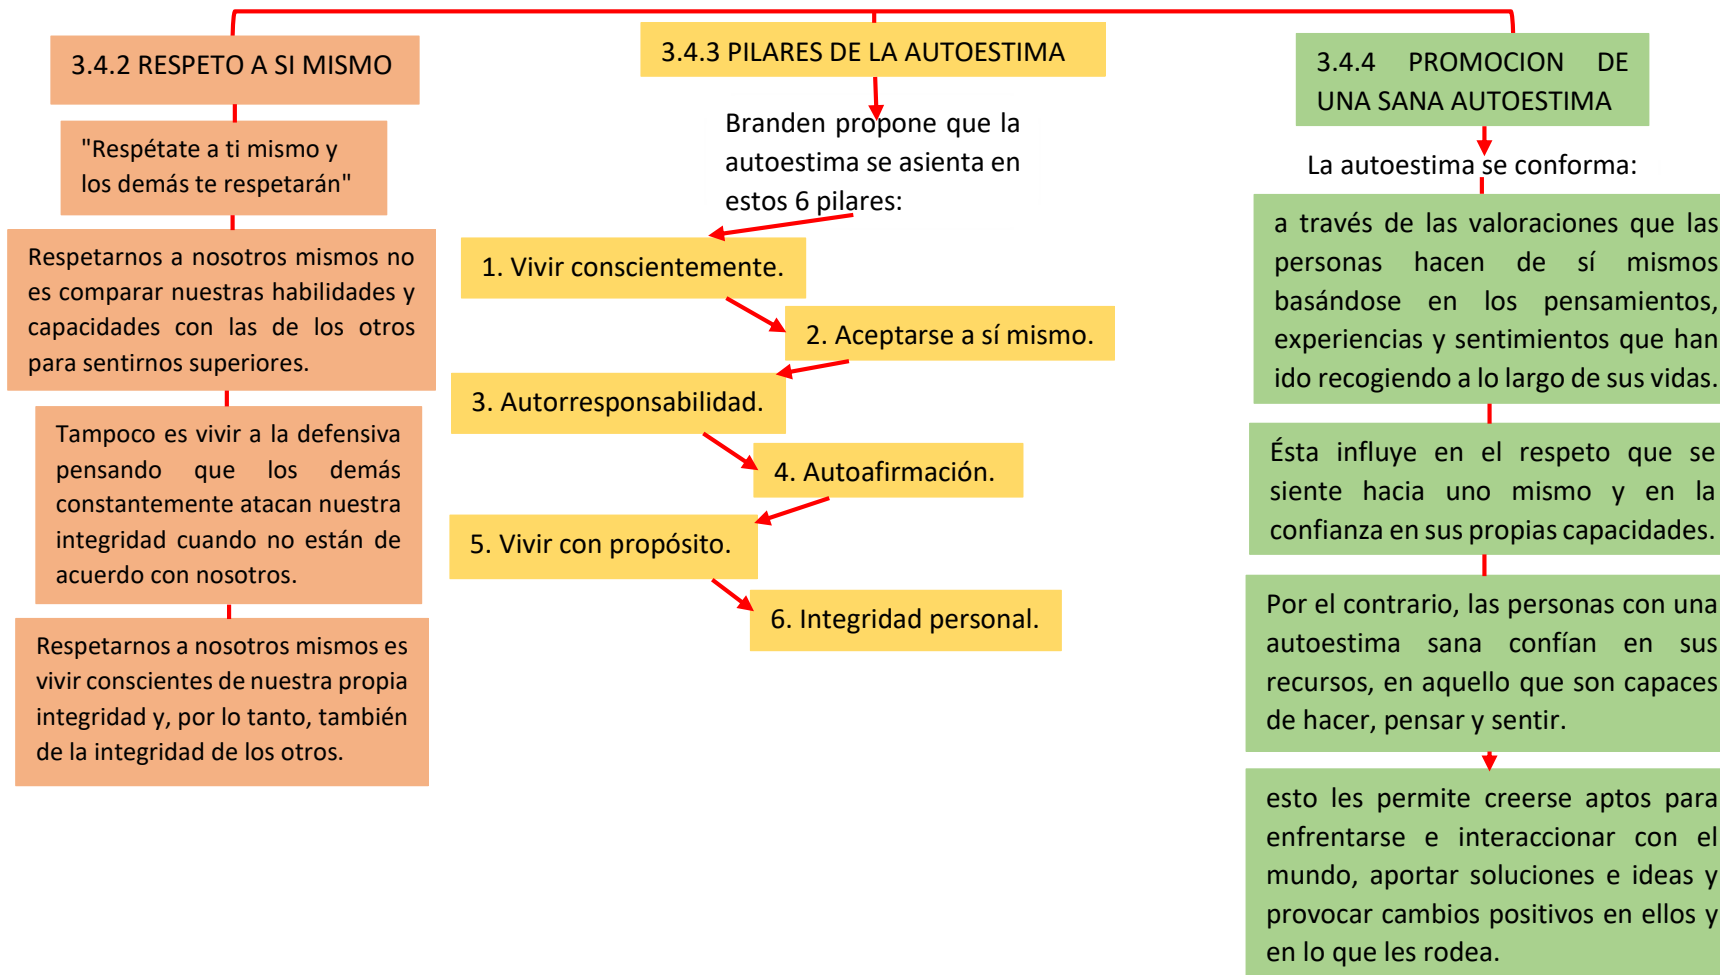 3.4.2 RESPETO A SI MISMO
"Respétate a ti mismo y
los demás te respetarán"
Respetarnos a nosotros mismos no
es comparar nuestras habilidades y
capacidades con las de los otros
para sentirnos superiores.
Tampoco es vivir a la defensiva
pensando que los demás
constantemente atacan nuestra
integridad cuando no están de
acuerdo con nosotros.
Respetarnos a nosotros mismos es
vivir conscientes de nuestra propia
integridad y, por lo tanto, también
de la integridad de los otros.
3.4.3 PILARES DE LA AUTOESTIMA
Branden propone que la
autoestima se asienta en
estos 6 pilares:
1. Vivir conscientemente.
2. Aceptarse a sí mismo.
3. Autorresponsabilidad.
4. Autoafirmación.
5. Vivir con propósito.
6. Integridad personal.
3.4.4 PROMOCION DE
UNA SANA AUTOESTIMA
La autoestima se conforma:
a través de las valoraciones que las
personas hacen de sí mismos
basándose en los pensamientos,
experiencias y sentimientos que han
ido recogiendo a lo largo de sus vidas.
Ésta influye en el respeto que se
siente hacia uno mismo y en la
confianza en sus propias capacidades.
Por el contrario, las personas con una
autoestima sana confían en sus
recursos, en aquello que son capaces
de hacer, pensar y sentir.
esto les permite creerse aptos para
enfrentarse e interaccionar con el
mundo, aportar soluciones e ideas y
provocar cambios positivos en ellos y
en lo que les rodea.